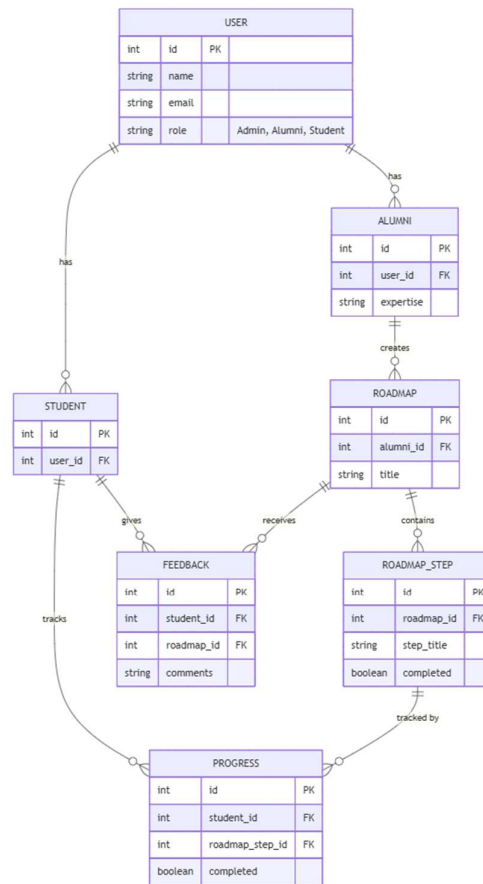 USER
int id PK
string name
string email
string role Admin, Alumni, Student
has
ALUMNI
int id PK
int user_id FK
string expertise
has
creates
STUDENT
int id PK
int user_id FK
ROADMAP
int id PK
int alumni_id FK
string title
gives
receives
contains
FEEDBACK
int id PK
int student_id FK
int roadmap_id FK
string comments
ROADMAP_STEP
int id PK
int roadmap_id FK
string step_title
boolean completed
tracks
tracked by
PROGRESS
int id PK
int student_id FK
int roadmap_step_id FK
boolean completed